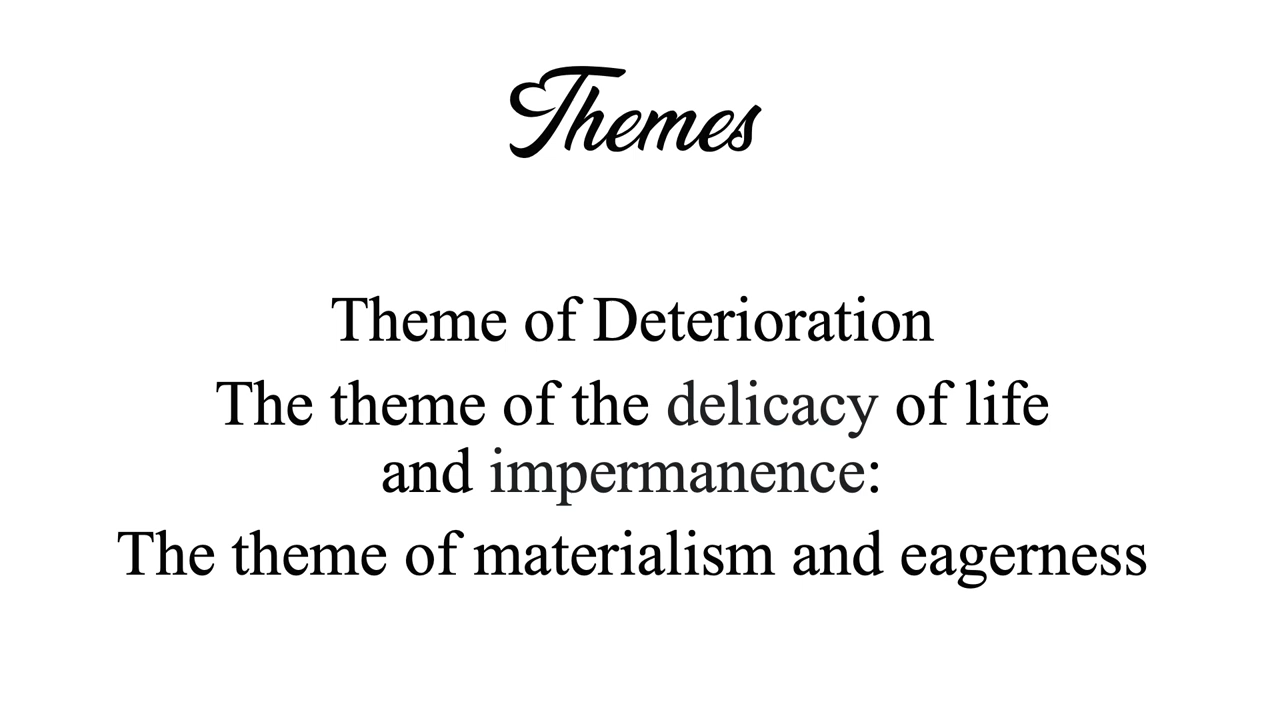 Themes
Theme of Deterioration
The theme of the delicacy of life
and impermanence:
The theme of materialism and eagerness